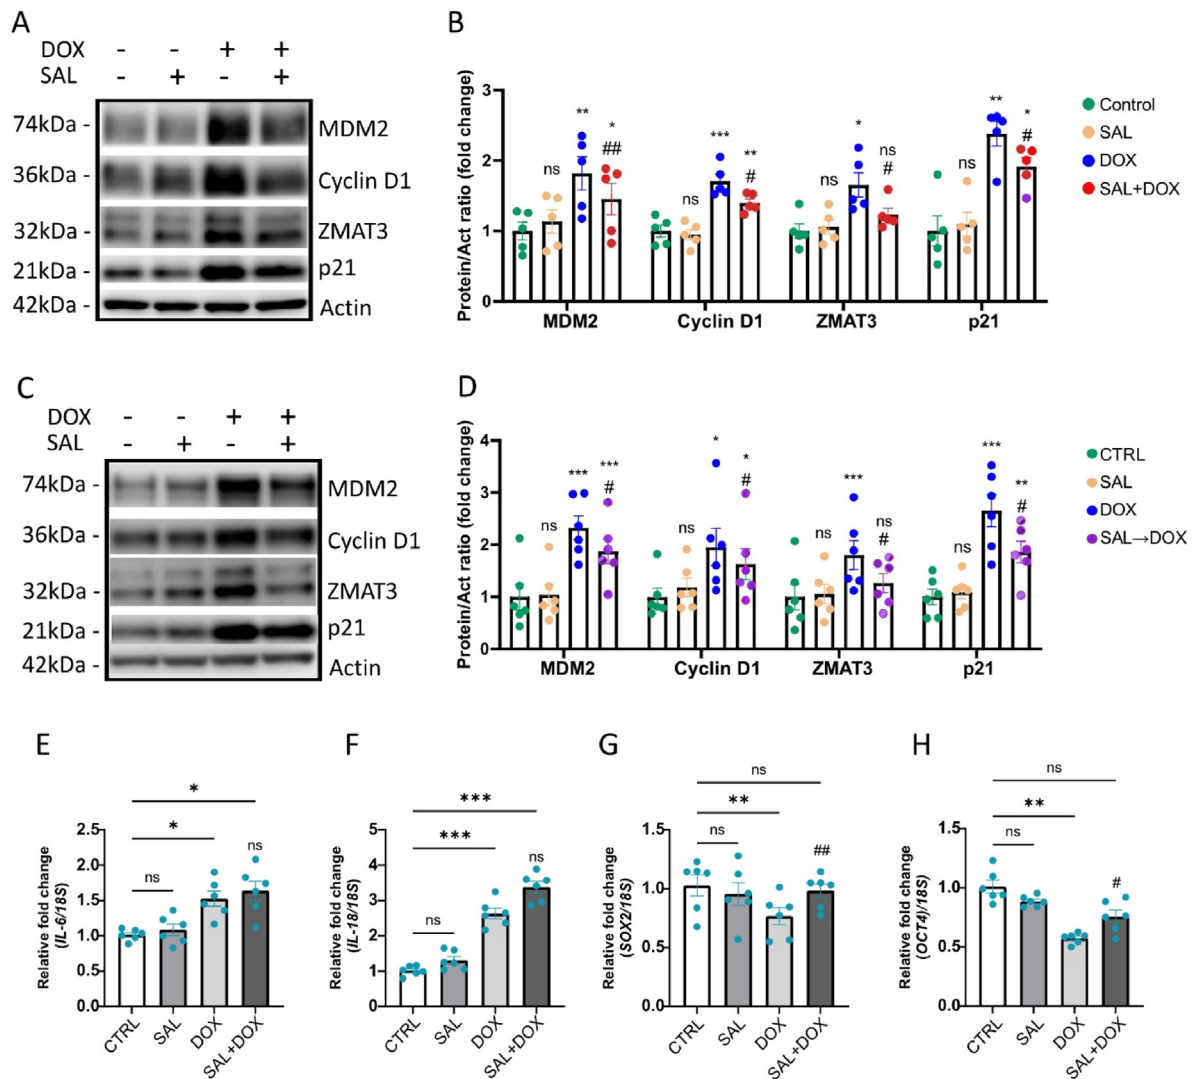 A
DOX - - + +
SAL - + - +
74kDa - MDM2
36kDa - Cyclin D1
32kDa - ZMAT3
21kDa - p21
42kDa - Actin
B
Protein/Act ratio (fold change)
3
2
1
0
ns ** * ##
ns *** ** #
ns * ns #
ns ** * #
MDM2 Cyclin D1 ZMAT3 p21
Control
SAL
DOX
SAL+DOX
C
DOX - - + +
SAL - + - +
74kDa - MDM2
36kDa - Cyclin D1
32kDa - ZMAT3
21kDa - p21
42kDa - Actin
D
Protein/Act ratio (fold change)
4
3
2
1
0
ns *** *** #
ns * * #
ns *** ns #
ns *** ** #
MDM2 Cyclin D1 ZMAT3 p21
CTRL
SAL
DOX
SAL→DOX
E
Relative fold change
(IL-6/18S)
2.5
2.0
1.5
1.0
0.5
0.0
*
*
ns
ns
CTRL SAL DOX SAL+DOX
F
Relative fold change
(IL-18/18S)
5
4
3
2
1
0
***
***
ns
ns
CTRL SAL DOX SAL+DOX
G
Relative fold change
(SOX2/18S)
1.5
1.0
0.5
0.0
ns
**
ns
##
CTRL SAL DOX SAL+DOX
H
Relative fold change
(OCT4)/18S)
1.5
1.0
0.5
0.0
ns
**
ns
#
CTRL SAL DOX SAL+DOX